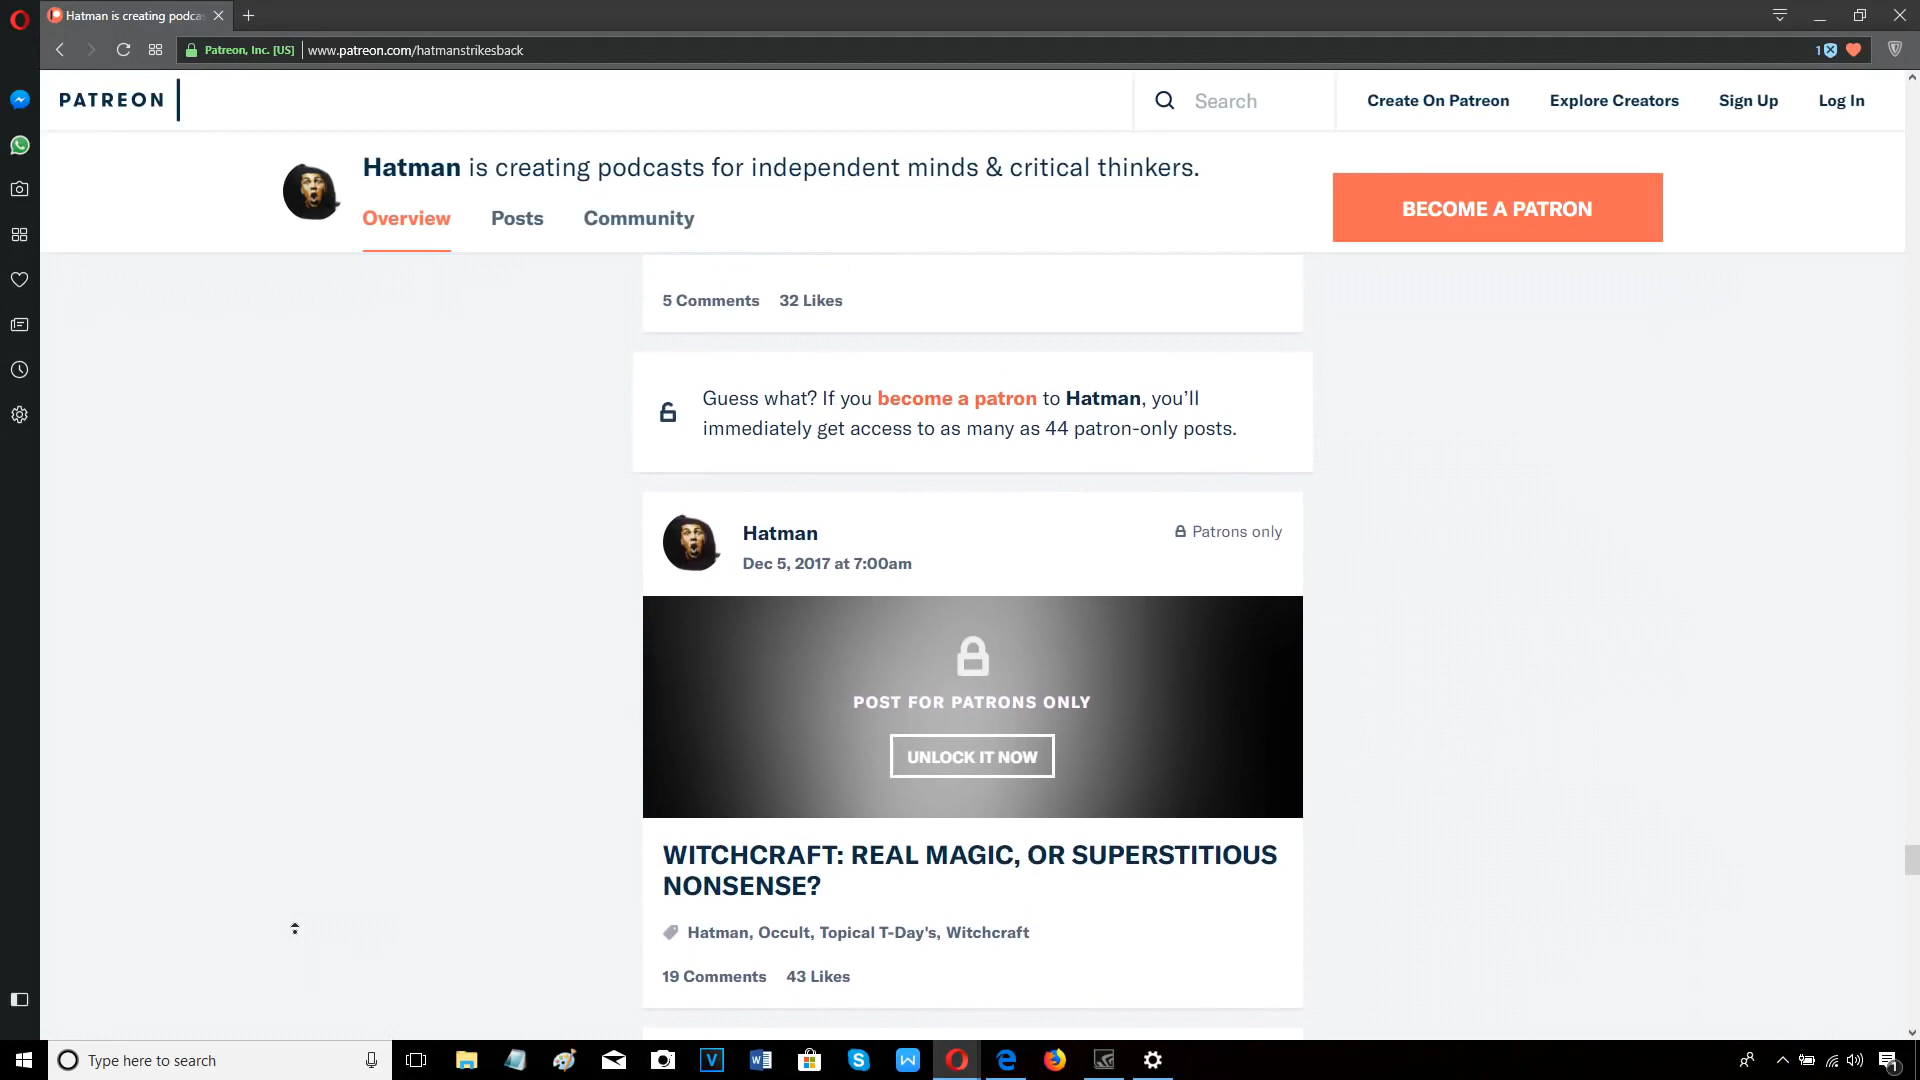 Hatman is creating podca
Patreon, Inc. [US]
www.patreon.com/hatmanstrikesback
1
PATREON
Search
Create On Patreon
Explore Creators
Sign Up
Log In
Hatman is creating podcasts for independent minds & critical thinkers.
Overview
Posts
Community
BECOME A PATRON
5 Comments 32 Likes
Guess what? If you become a patron to Hatman, you’ll
immediately get access to as many as 44 patron-only posts.
Hatman
Patrons only
Dec 5, 2017 at 7:00am
POST FOR PATRONS ONLY
UNLOCK IT NOW
WITCHCRAFT: REAL MAGIC, OR SUPERSTITIOUS
NONSENSE?
Hatman, Occult, Topical T-Day's, Witchcraft
19 Comments 43 Likes
Type here to search
1